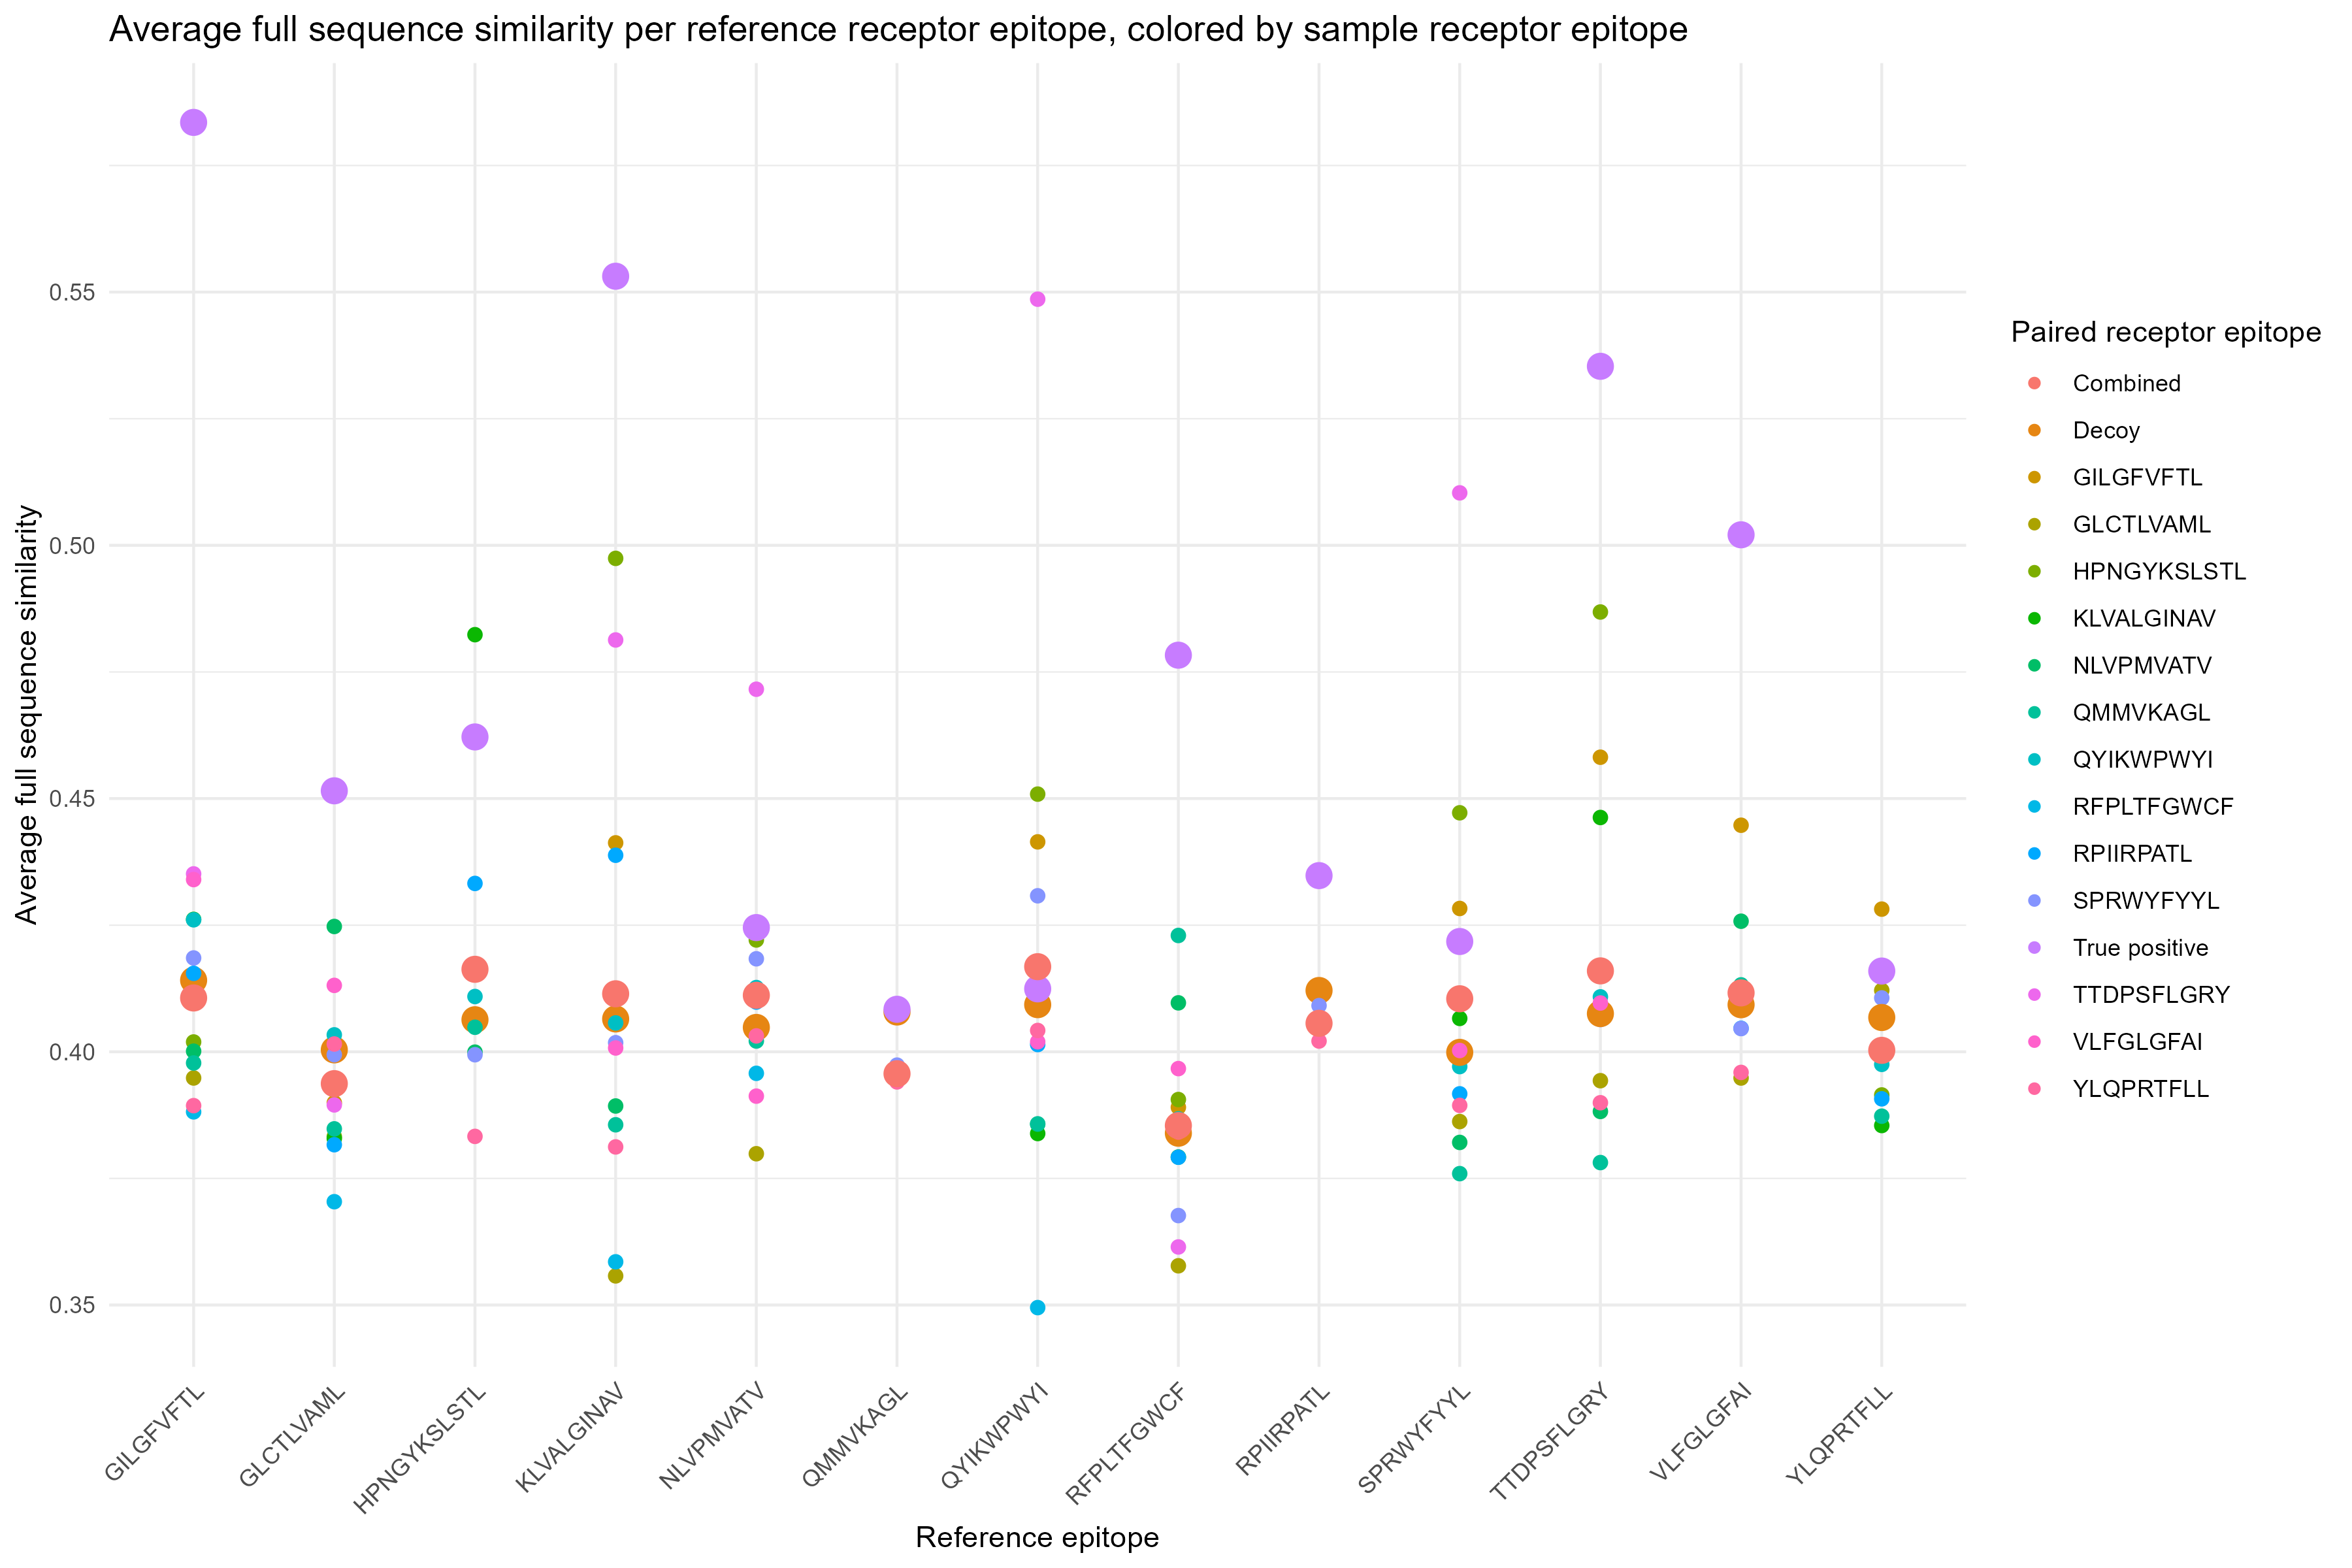 Average full sequence similarity per reference receptor epitope, colored by sample receptor epitope
Average full sequence similarity
0.55
0.50
0.45
0.40
0.35
GILGFVFTL
GLCTLVAML
HPNGYKSLSTL
KLVALGINAV
NLVPMVATV
QMMVKAGL
QYIKWPWYI
RFPLTFGWCF
RPIIRPATL
SPRWYFYYL
TTDPSFLGRY
VLFGLGFAI
YLQPRTFLL
Reference epitope
Paired receptor epitope
Combined
Decoy
GILGFVFTL
GLCTLVAML
HPNGYKSLSTL
KLVALGINAV
NLVPMVATV
QMMVKAGL
QYIKWPWYI
RFPLTFGWCF
RPIIRPATL
SPRWYFYYL
True positive
TTDPSFLGRY
VLFGLGFAI
YLQPRTFLL